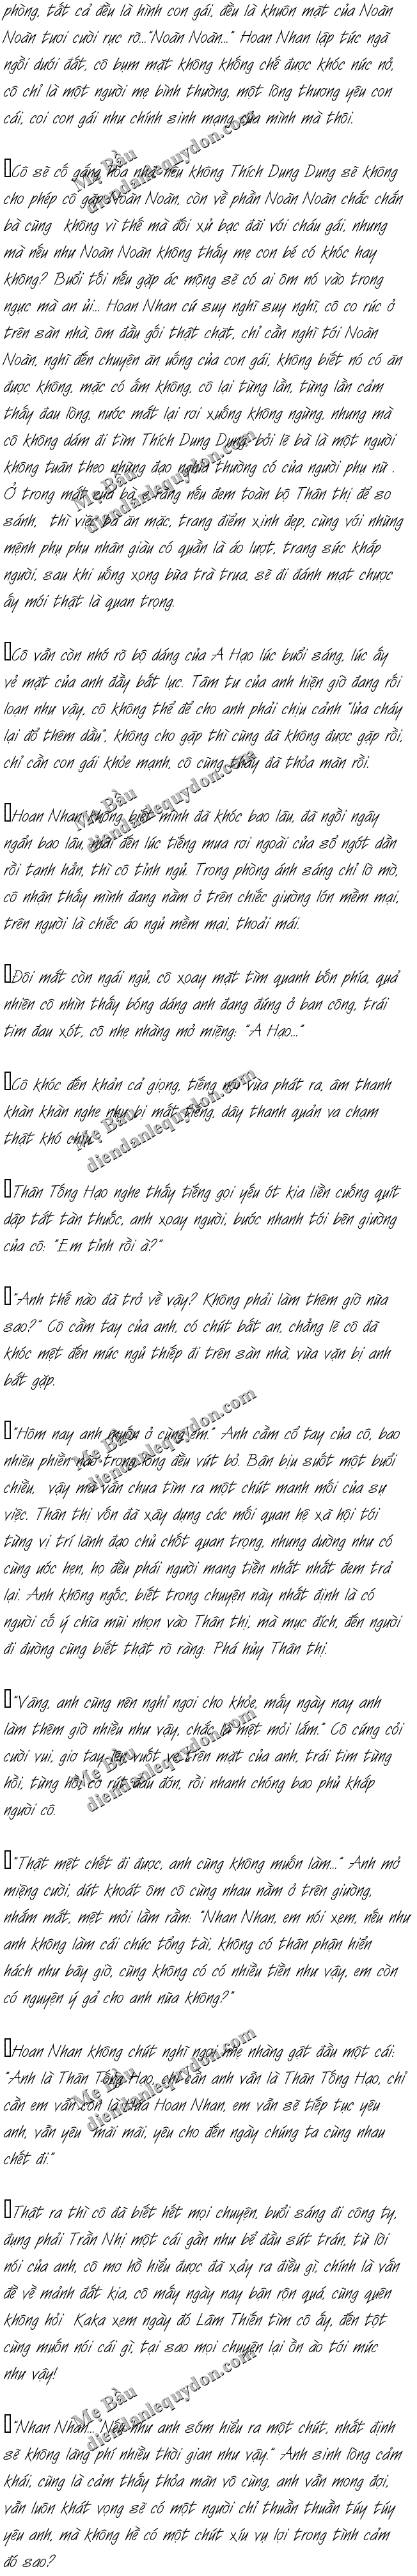 phòng, tất cả đều là hình con gái, đều là khuôn mặt của Noãn
Noãn tươi cười rực rỡ..."Noãn Noãn..." Hoan Nhan lập tức ngã
ngồi dưới đất, cô bụm mặt không khống chế được khóc nức nở,
cô chỉ là một người mẹ bình thường, một lòng thương yêu con
cái, coi con gái như chính sinh mạng của mình mà thôi.
Cô sẽ cố gắng hòa nhã nếu không Thích Dung Dung sẽ không
cho phép cô gặp Noãn Noãn, còn về phần Noãn Noãn chắc chắn
bà cũng không vì thế mà đối xử bạc đãi với cháu gái, nhưng
mà nếu như Noãn Noãn không thấy mẹ con bé có khóc hay
không? Buổi tối nếu gặp ác mộng sẽ có ai ôm nó vào trong
ngực mà an ủi... Hoan Nhan cứ suy nghĩ suy nghĩ, cô co rúc ở
trên sàn nhà, ôm đầu gối thật chặt, chỉ cần nghĩ tới Noãn
Noãn, nghĩ đến chuyện ăn uống của con gái, không biết nó có ăn
được không, mặc có ấm không, cô lại từng lần, từng lần cảm
thấy đau lòng, nước mắt lại rơi xuống không ngừng, nhưng mà
cô không dám đi tìm Thích Dung Dung, bởi lẽ bà là một người
không tuân theo những đạo nghĩa thường có của người phụ nữ .
Ở trong mắt của bà, e rằng nếu đem toàn bộ Thân thị để so
sánh, thì việc bà ăn mặc, trang điểm xinh đẹp, cùng với những
mệnh phụ phu nhân giàu có quần là áo lượt, trang sức khắp
người, sau khi uống xong bữa trà trưa, sẽ đi đánh mạt chược
ấy mới thật là quan trọng.
Cô vẫn còn nhớ rõ bộ dáng của A Hạo lúc buổi sáng, lúc ấy
vẻ mặt của anh đầy bất lực. Tâm tư của anh hiện giờ đang rối
loạn như vậy, cô không thể để cho anh phải chịu cảnh "lửa cháy
lại đổ thêm dầu", không cho gặp thì cũng đã không được gặp rồi,
chỉ cần con gái khỏe mạnh, cô cũng thấy đã thỏa mãn rồi.
Hoan Nhan không biết mình đã khóc bao lâu, đã ngồi ngây
ngẩn bao lâu, mãi đến lúc tiếng mưa rơi ngoài cửa sổ ngớt dần
rồi tạnh hẳn, thì cô tỉnh ngủ. Trong phòng ánh sáng chỉ lờ mờ,
cô nhận thấy mình đang nằm ở trên chiếc giường lớn mềm mại,
trên người là chiếc áo ngủ mềm mại, thoải mái.
Đôi mắt còn ngái ngủ, cô xoay mặt tìm quanh bốn phía, quả
nhiên cô nhìn thấy bóng dáng anh đang đứng ở ban công, trái
tim đau xót, cô nhẹ nhàng mở miệng: "A Hạo..."
Cô khóc đến khản cả giọng, tiếng nói vừa phát ra, âm thanh
khàn khàn nghe như bị mất tiếng, dây thanh quản va chạm
thật khó chịu.
Thân Tống Hạo nghe thấy tiếng gọi yếu ớt kia liền cuống quít
dập tắt tàn thuốc, anh xoay người, bước nhanh tới bên giường
của cô: "Em tỉnh rồi à?"
"Anh thế nào đã trở về vậy? Không phải làm thêm giờ nữa
sao?" Cô cầm tay của anh, có chút bất an, chẳng lẽ cô đã
khóc mệt đến mức ngủ thiếp đi trên sàn nhà, vừa vặn bị anh
bắt gặp.
"Hôm nay anh muốn ở cùng em." Anh cầm cổ tay của cô, bao
nhiêu phiền não trong lòng đều vứt bỏ. Bận bịu suốt một buổi
chiều, vậy mà vẫn chưa tìm ra một chút manh mối của sự
việc. Thân thị vốn đã xây dựng các mối quan hệ xã hội tới
từng vị trí lãnh đạo chủ chốt quan trọng, nhưng dường như có
cùng ước hẹn, họ đều phái người mang tiền nhất nhất đem trả
lại. Anh không ngốc, biết trong chuyện này nhất định là có
người cố ý chĩa mũi nhọn vào Thân thị, mà mục đích, đến người
đi đường cũng biết thật rõ ràng: Phá hủy Thân thị.
"Vâng, anh cũng nên nghỉ ngơi cho khỏe, mấy ngày nay anh
làm thêm giờ nhiều như vậy, chắc là mệt mỏi lắm." Cô cứng cỏi
cười vui, giơ tay lên vuốt ve trên mặt của anh, trái tim từng
hồi, từng hồi co rút đau đớn, rồi nhanh chóng bao phủ khắp
người cô.
"Thật mệt chết đi được, anh cũng không muốn làm..." Anh mở
miệng cười, dứt khoát ôm cô cùng nhau nằm ở trên giường,
nhắm mắt, mệt mỏi lầm rầm: "Nhan Nhan, em nói xem, nếu như
anh không làm cái chức tổng tài, không có thân phận hiển
hách như bây giờ, cũng không có có nhiều tiền như vậy, em còn
có nguyện ý gả cho anh nữa không?"
Hoan Nhan không chút nghĩ ngợi nhẹ nhàng gật đầu một cái:
"Anh là Thân Tống Hạo, chỉ cần anh vẫn là Thân Tống Hạo, chỉ
cần em vẫn còn là Hứa Hoan Nhan, em vẫn sẽ tiếp tục yêu
anh, vẫn yêu mãi mãi, yêu cho đến ngày chúng ta cùng nhau
chết đi."
Thật ra thì cô đã biết hết mọi chuyện, buổi sáng đi công ty,
đụng phải Trần Nhị một cái gần như bể đầu sứt trán, từ lời
nói của anh, cô mơ hồ hiểu được đã xảy ra điều gì, chính là vấn
đề về mảnh đất kia, cô mấy ngày nay bận rộn quá, cũng quên
không hỏi Kaka xem ngày đó Lâm Thiến tìm cô ấy, đến tột
cùng muốn nói cái gì, tại sao mọi chuyện lại ồn ào tới mức
như vậy!
"Nhan Nhan... Nếu như anh sớm hiểu ra một chút, nhất định
sẽ không lãng phí nhiều thời gian như vậy." Anh sinh lòng cảm
khái, cũng là cảm thấy thỏa mãn vô cùng, anh vẫn mong đợi,
vẫn luôn khát vọng sẽ có một người chỉ thuần thuần túy túy
yêu anh, mà không hề có một chút xíu vụ lợi trong tình cảm
đó sao?
Mẹ Bầu
diendanlequydon.com
Mẹ Bầu
diendanlequydon.com
Mẹ Bầu
diendanlequydon.com
Mẹ Bầu
diendanlequydon.com
Mẹ Bầu
diendanlequydon.com
Mẹ Bầu
diendanlequydon.com
Mẹ Bầu
diendanlequydon.com
Mẹ Bầu
diendanlequydon.com